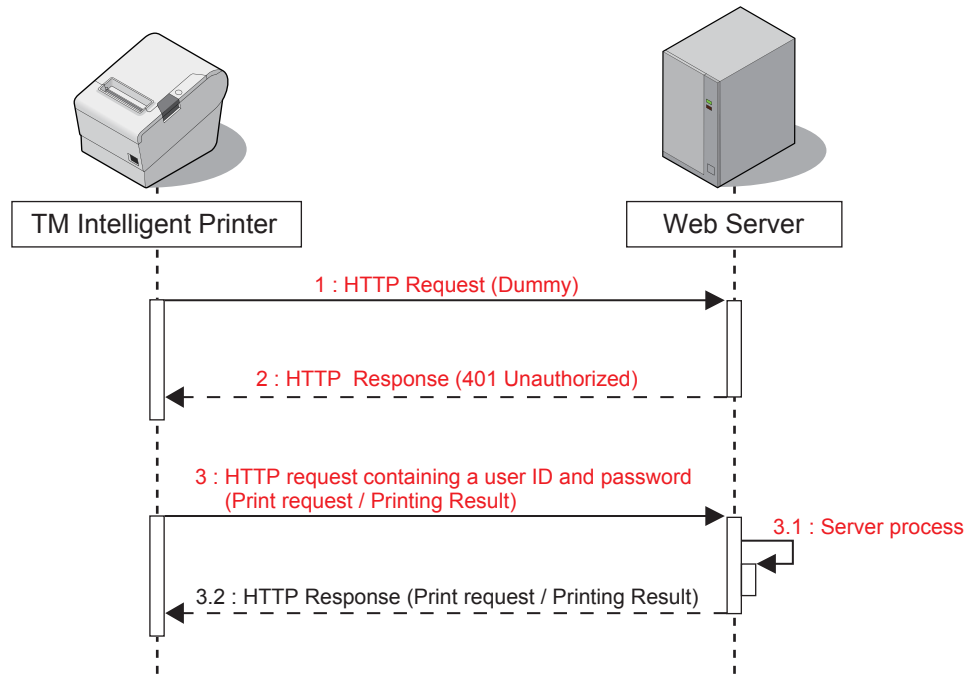 TM Intelligent Printer
Web Server
1 : HTTP Request (Dummy)
2 : HTTP  Response (401 Unauthorized)
3 : HTTP request containing a user ID and password
(Print request / Printing Result)
3.1 : Server process
3.2 : HTTP Response (Print request / Printing Result)